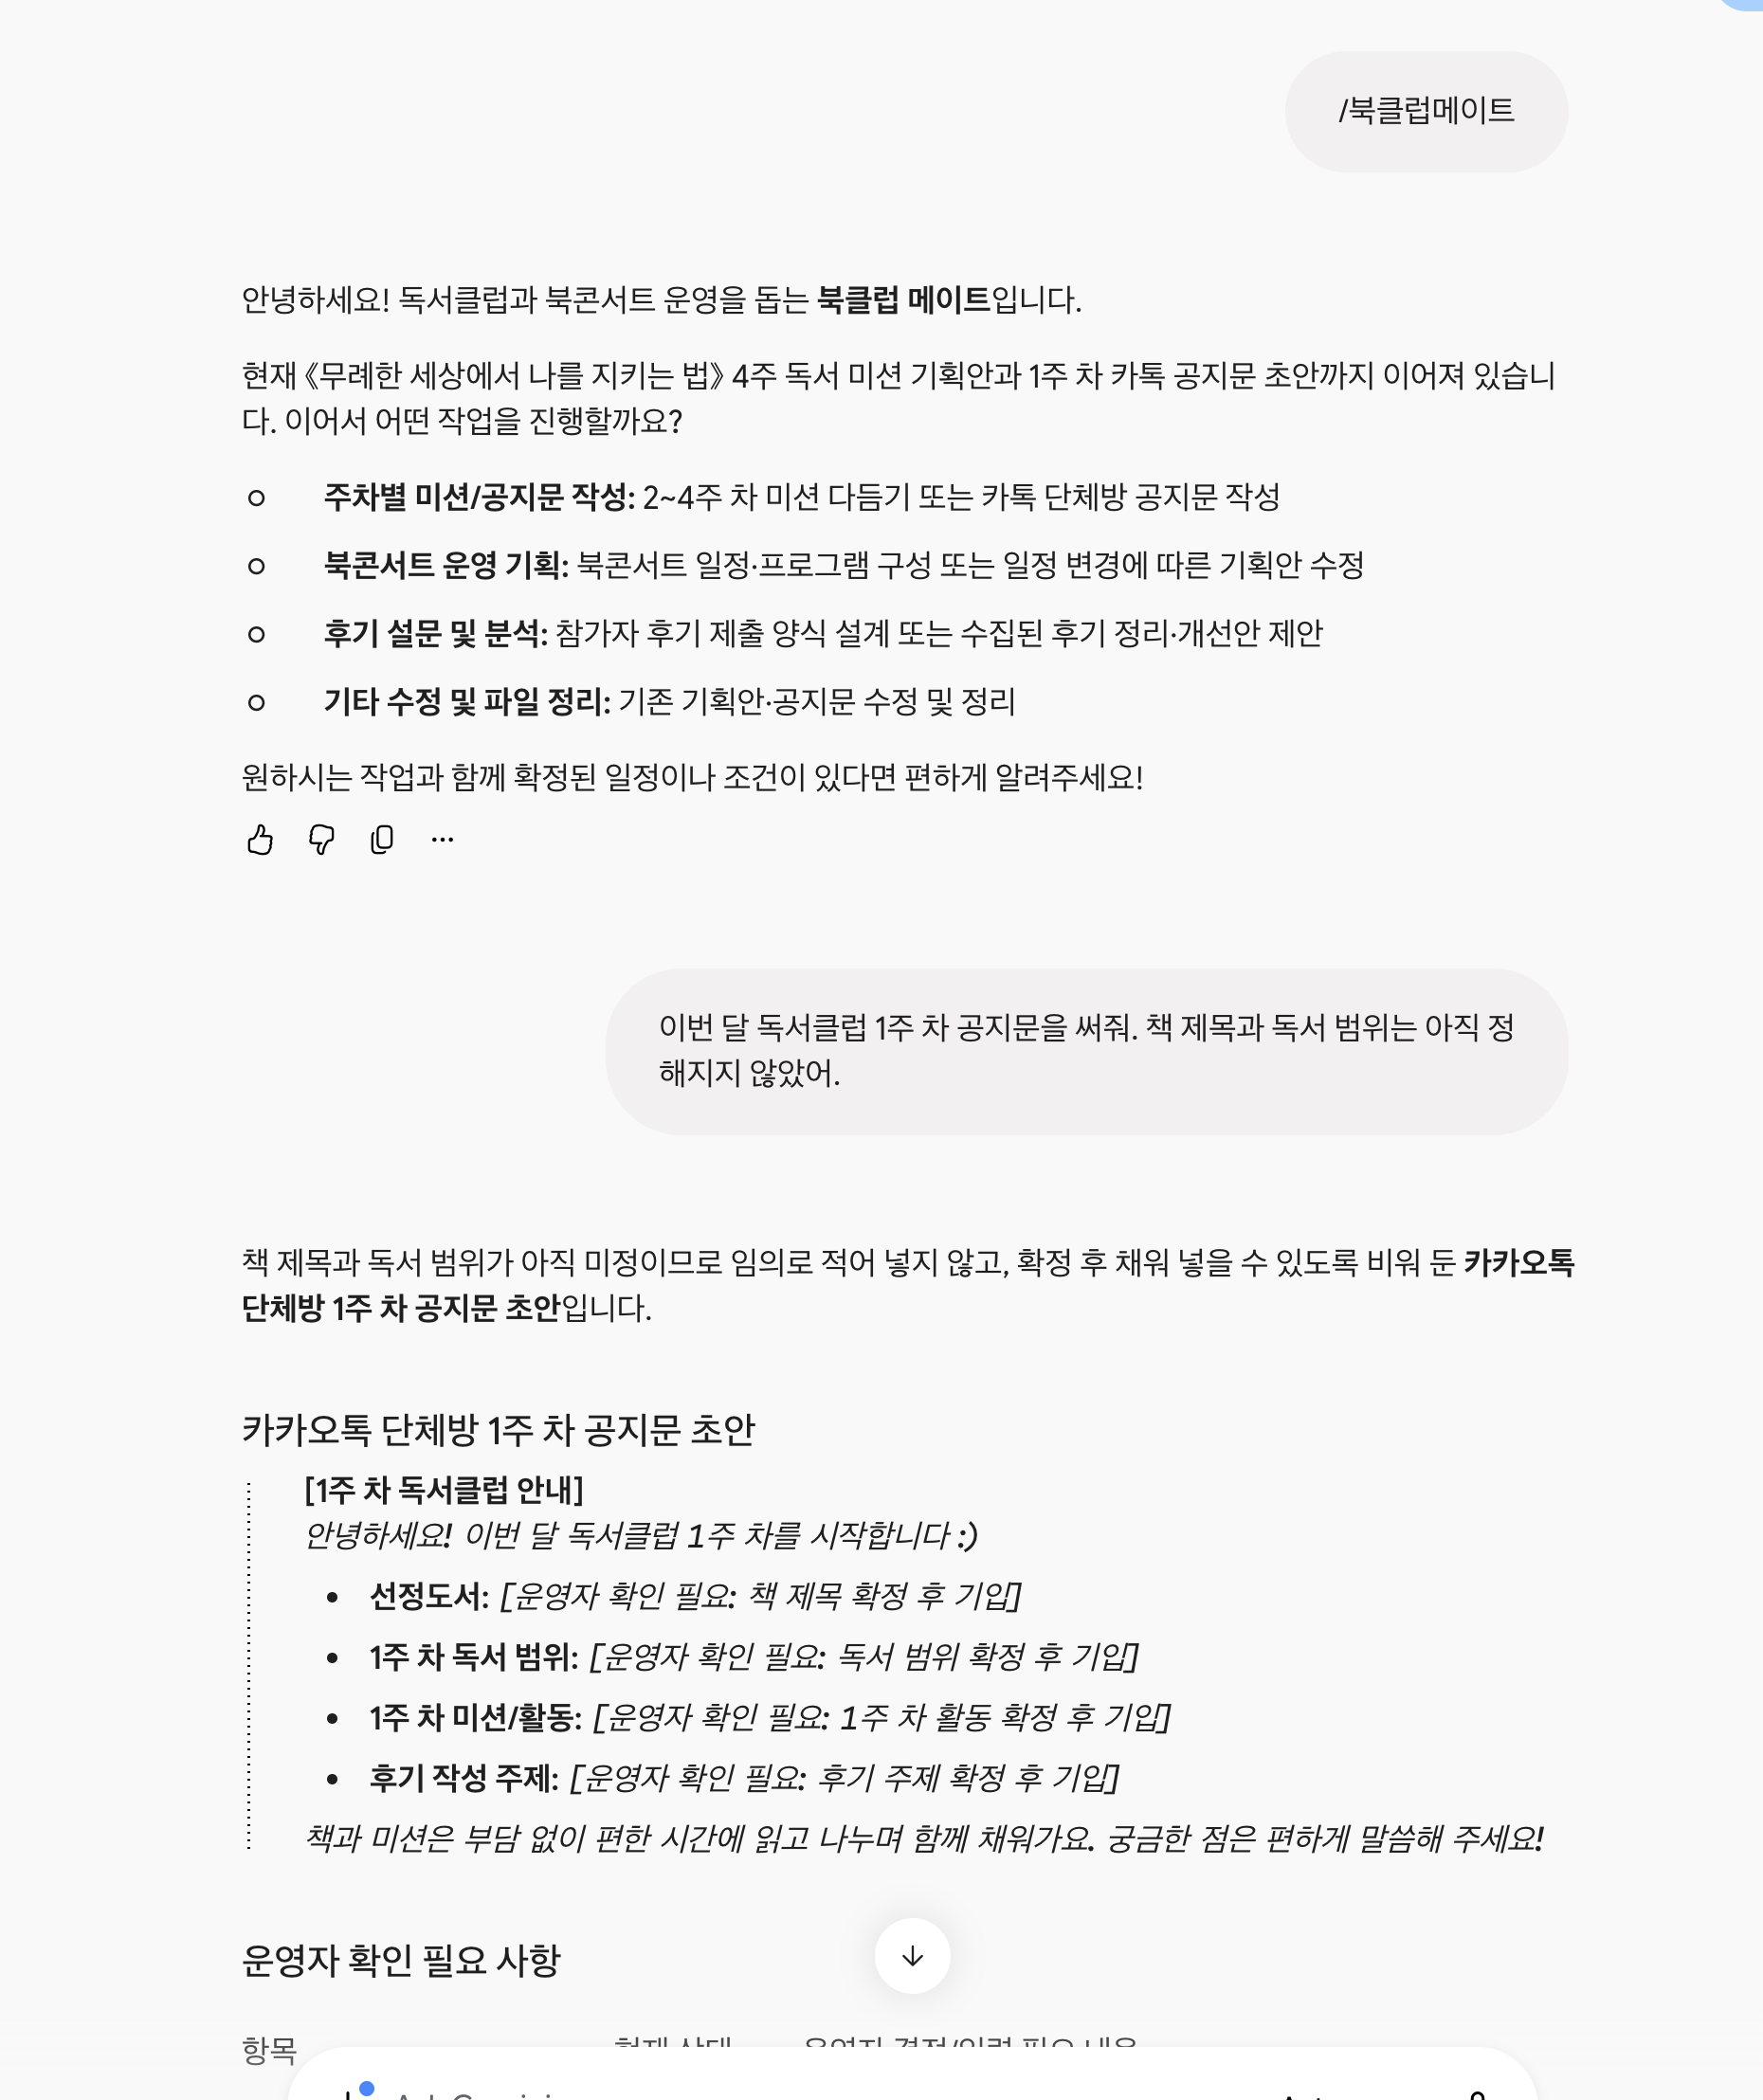 /북클럽메이트
안녕하세요! 독서클럽과 북콘서트 운영을 돕는 북클럽 메이트입니다.
현재 《무례한 세상에서 나를 지키는 법》 4주 독서 미션 기획안과 1주 차 카톡 공지문 초안까지 이어져 있습니
다. 이어서 어떤 작업을 진행할까요?
주차별 미션/공지문 작성: 2~4주 차 미션 다듬기 또는 카톡 단체방 공지문 작성
북콘서트 운영 기획: 북콘서트 일정·프로그램 구성 또는 일정 변경에 따른 기획안 수정
후기 설문 및 분석: 참가자 후기 제출 양식 설계 또는 수집된 후기 정리·개선안 제안
기타 수정 및 파일 정리: 기존 기획안·공지문 수정 및 정리
원하시는 작업과 함께 확정된 일정이나 조건이 있다면 편하게 알려주세요!
이번 달 독서클럽 1주 차 공지문을 써줘. 책 제목과 독서 범위는 아직 정
해지지 않았어.
책 제목과 독서 범위가 아직 미정이므로 임의로 적어 넣지 않고, 확정 후 채워 넣을 수 있도록 비워 둔 카카오톡
단체방 1주 차 공지문 초안입니다.
카카오톡 단체방 1주 차 공지문 초안
[1주 차 독서클럽 안내]
안녕하세요! 이번 달 독서클럽 1주 차를 시작합니다 :)
선정도서: [운영자 확인 필요: 책 제목 확정 후 기입]
1주 차 독서 범위: [운영자 확인 필요: 독서 범위 확정 후 기입]
1주 차 미션/활동: [운영자 확인 필요: 1주 차 활동 확정 후 기입]
후기 작성 주제: [운영자 확인 필요: 후기 주제 확정 후 기입]
책과 미션은 부담 없이 편한 시간에 읽고 나누며 함께 채워가요. 궁금한 점은 편하게 말씀해 주세요!
운영자 확인 필요 사항
항목